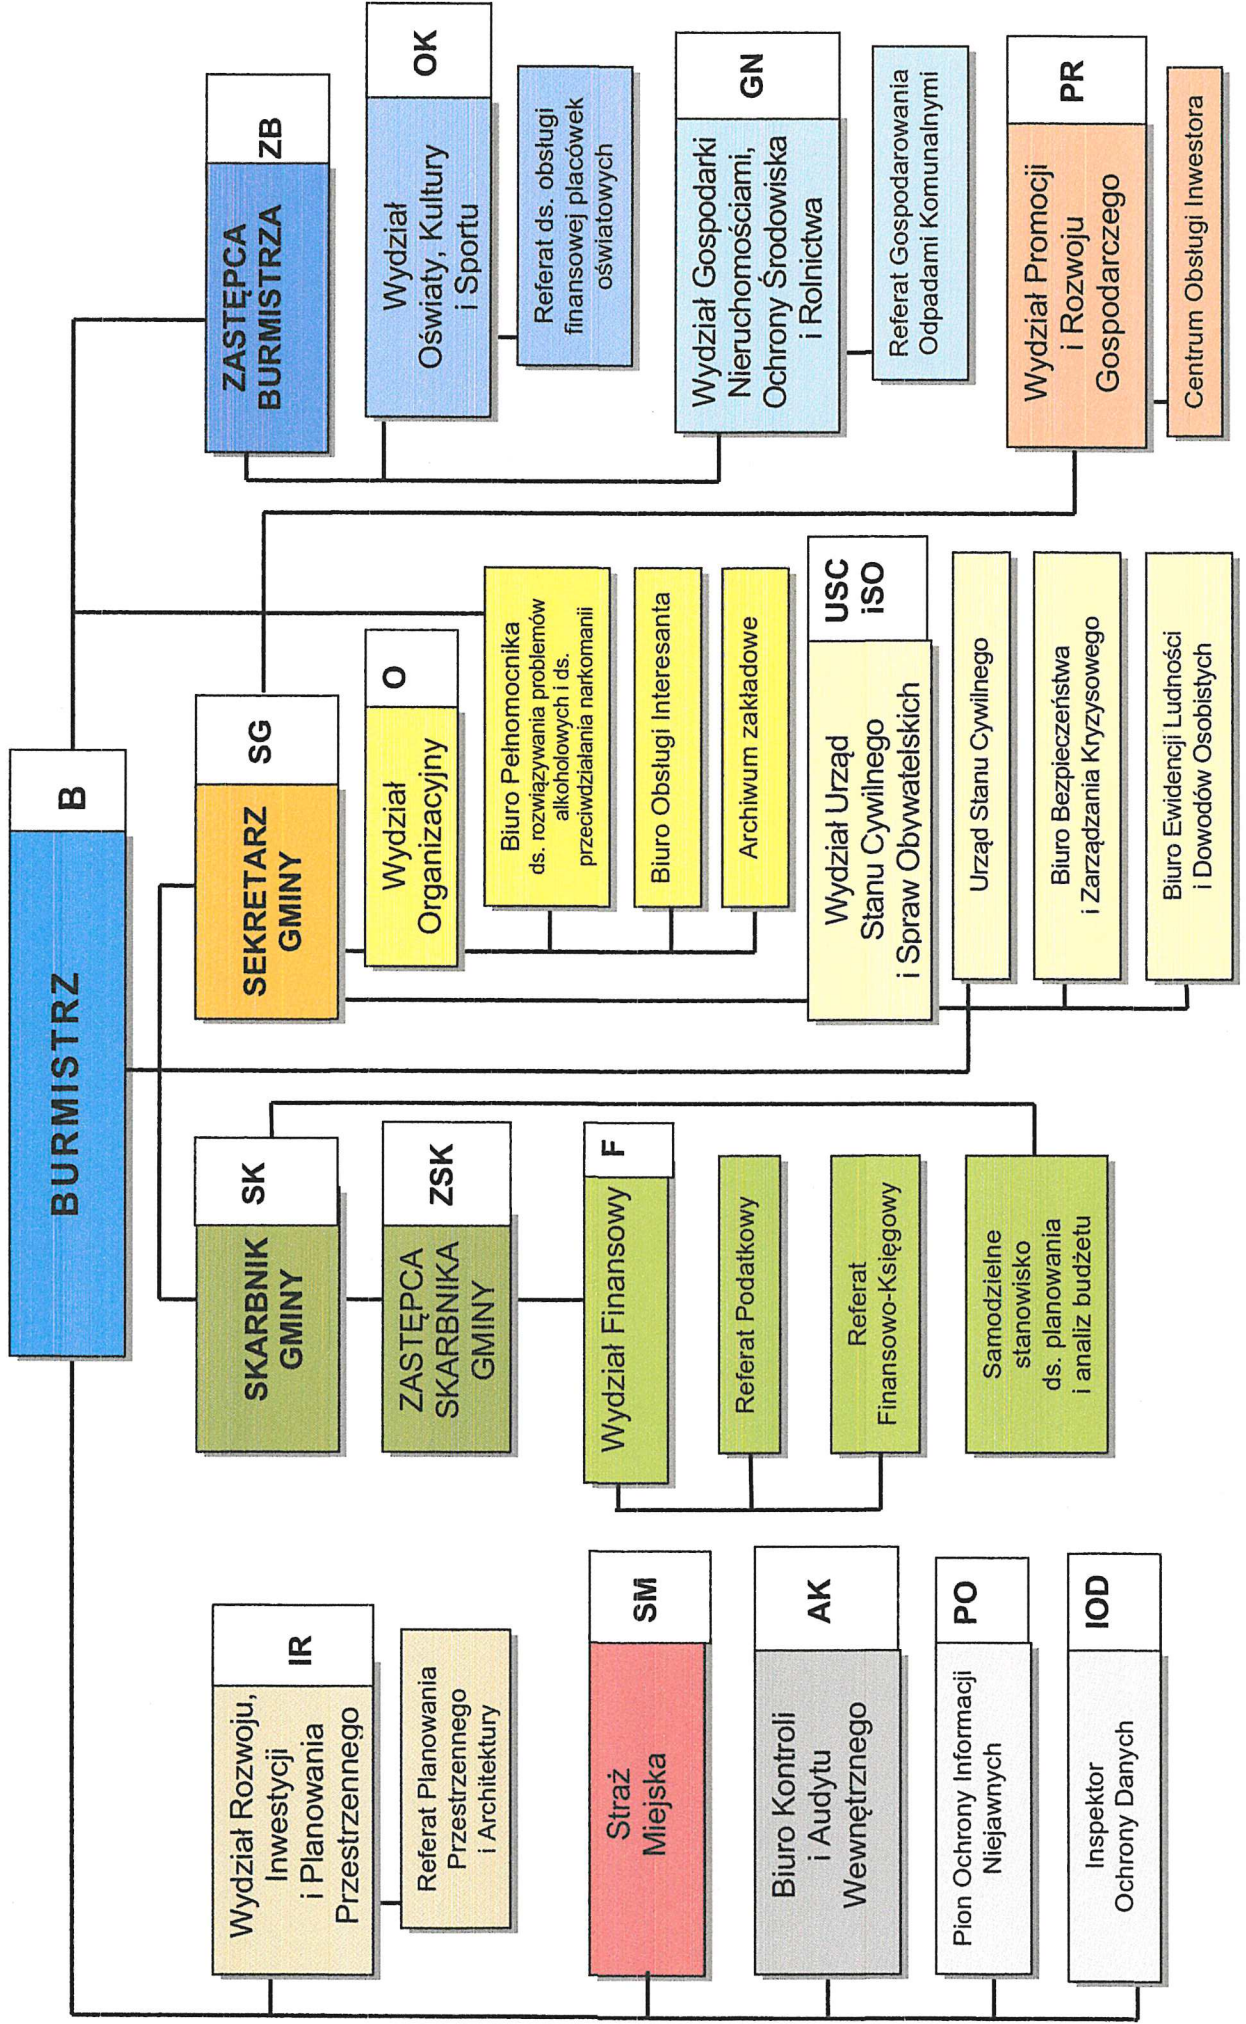 BURMISTRZ
B
Wydział Rozwoju,
Inwestycji
i Planowania
Przestrzennego
IR
Referat Planowania
Przestrzennego
i Architektury
Straż
Miejska
SM
Biuro Kontroli
i Audytu
Wewnętrznego
AK
Pion Ochrony Informacji
Niejawnych
PO
Inspektor
Ochrony Danych
IOD
SKARBNIK
GMINY
SK
ZASTĘPCA
SKARBNIKA
GMINY
ZSK
Wydział Finansowy
F
Referat Podatkowy
Referat
Finansowo-Księgowy
Samodzielne
stanowisko
ds. planowania
i analiz budżetu
SEKRETARZ
GMINY
SG
Wydział
Organizacyjny
O
Biuro Pełnomocnika
ds. rozwiązywania problemów
alkoholowych i ds.
przeciwdziałania narkomanii
Biuro Obsługi Interesanta
Archiwum zakładowe
Wydział Urząd
Stanu Cywilnego
i Spraw Obywatelskich
USC
iSO
Urząd Stanu Cywilnego
Biuro Bezpieczeństwa
i Zarządzania Kryzysowego
Biuro Ewidencji Ludności
i Dowodów Osobistych
ZASTĘPCA
BURMISTRZA
ZB
Wydział
Oświaty, Kultury
i Sportu
OK
Referat ds. obsługi
finansowej placówek
oświatowych
Wydział Gospodarki
Nieruchomościami,
Ochrony Środowiska
i Rolnictwa
GN
Referat Gospodarowania
Odpadami Komunalnymi
Wydział Promocji
i Rozwoju
Gospodarczego
PR
Centrum Obsługi Inwestora